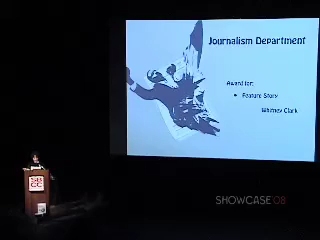 Journalism Department
Award for:
• Feature Story
Whitney Clark
SHOWCASE 08